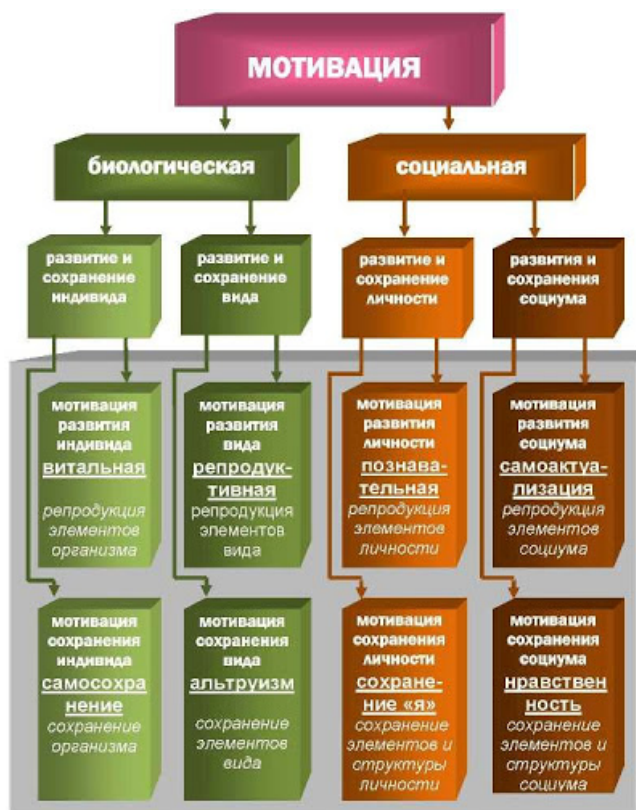 МОТИВАЦИЯ
биологическая
социальная
развитие и
сохранение
индивида
развитие и
сохранение
вида
развитие и
сохранение
личности
развития и
сохранения
социума
мотивация
развития
индивида
витальная
репродукция
элементов
организма
мотивация
развития
вида
репродук-
тивная
репродукция
элементов
вида
мотивация
развития
личности
познава-
тельная
репродукция
элементов
личности
мотивация
развития
социума
самоактуа-
лизация
репродукция
элементов
социума
мотивация
сохранения
индивида
самосохра-
нение
сохранение
организма
мотивация
сохранения
вида
альтруизм
сохранение
элементов
вида
мотивация
сохранения
личности
сохране-
ние «я»
сохранение
элементов и
структуры
личности
мотивация
сохранения
социума
нравствен
ность
сохранение
элементов и
структуры
социума